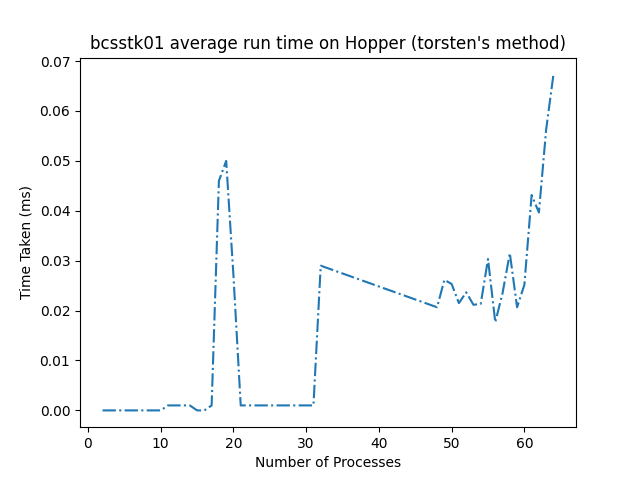 bcsstk01 average run time on Hopper (torsten's method)
0.07
0.06
0.05
0.04
0.03
0.02
0.01
0.00
Time Taken (ms)
0 10 20 30 40 50 60
Number of Processes